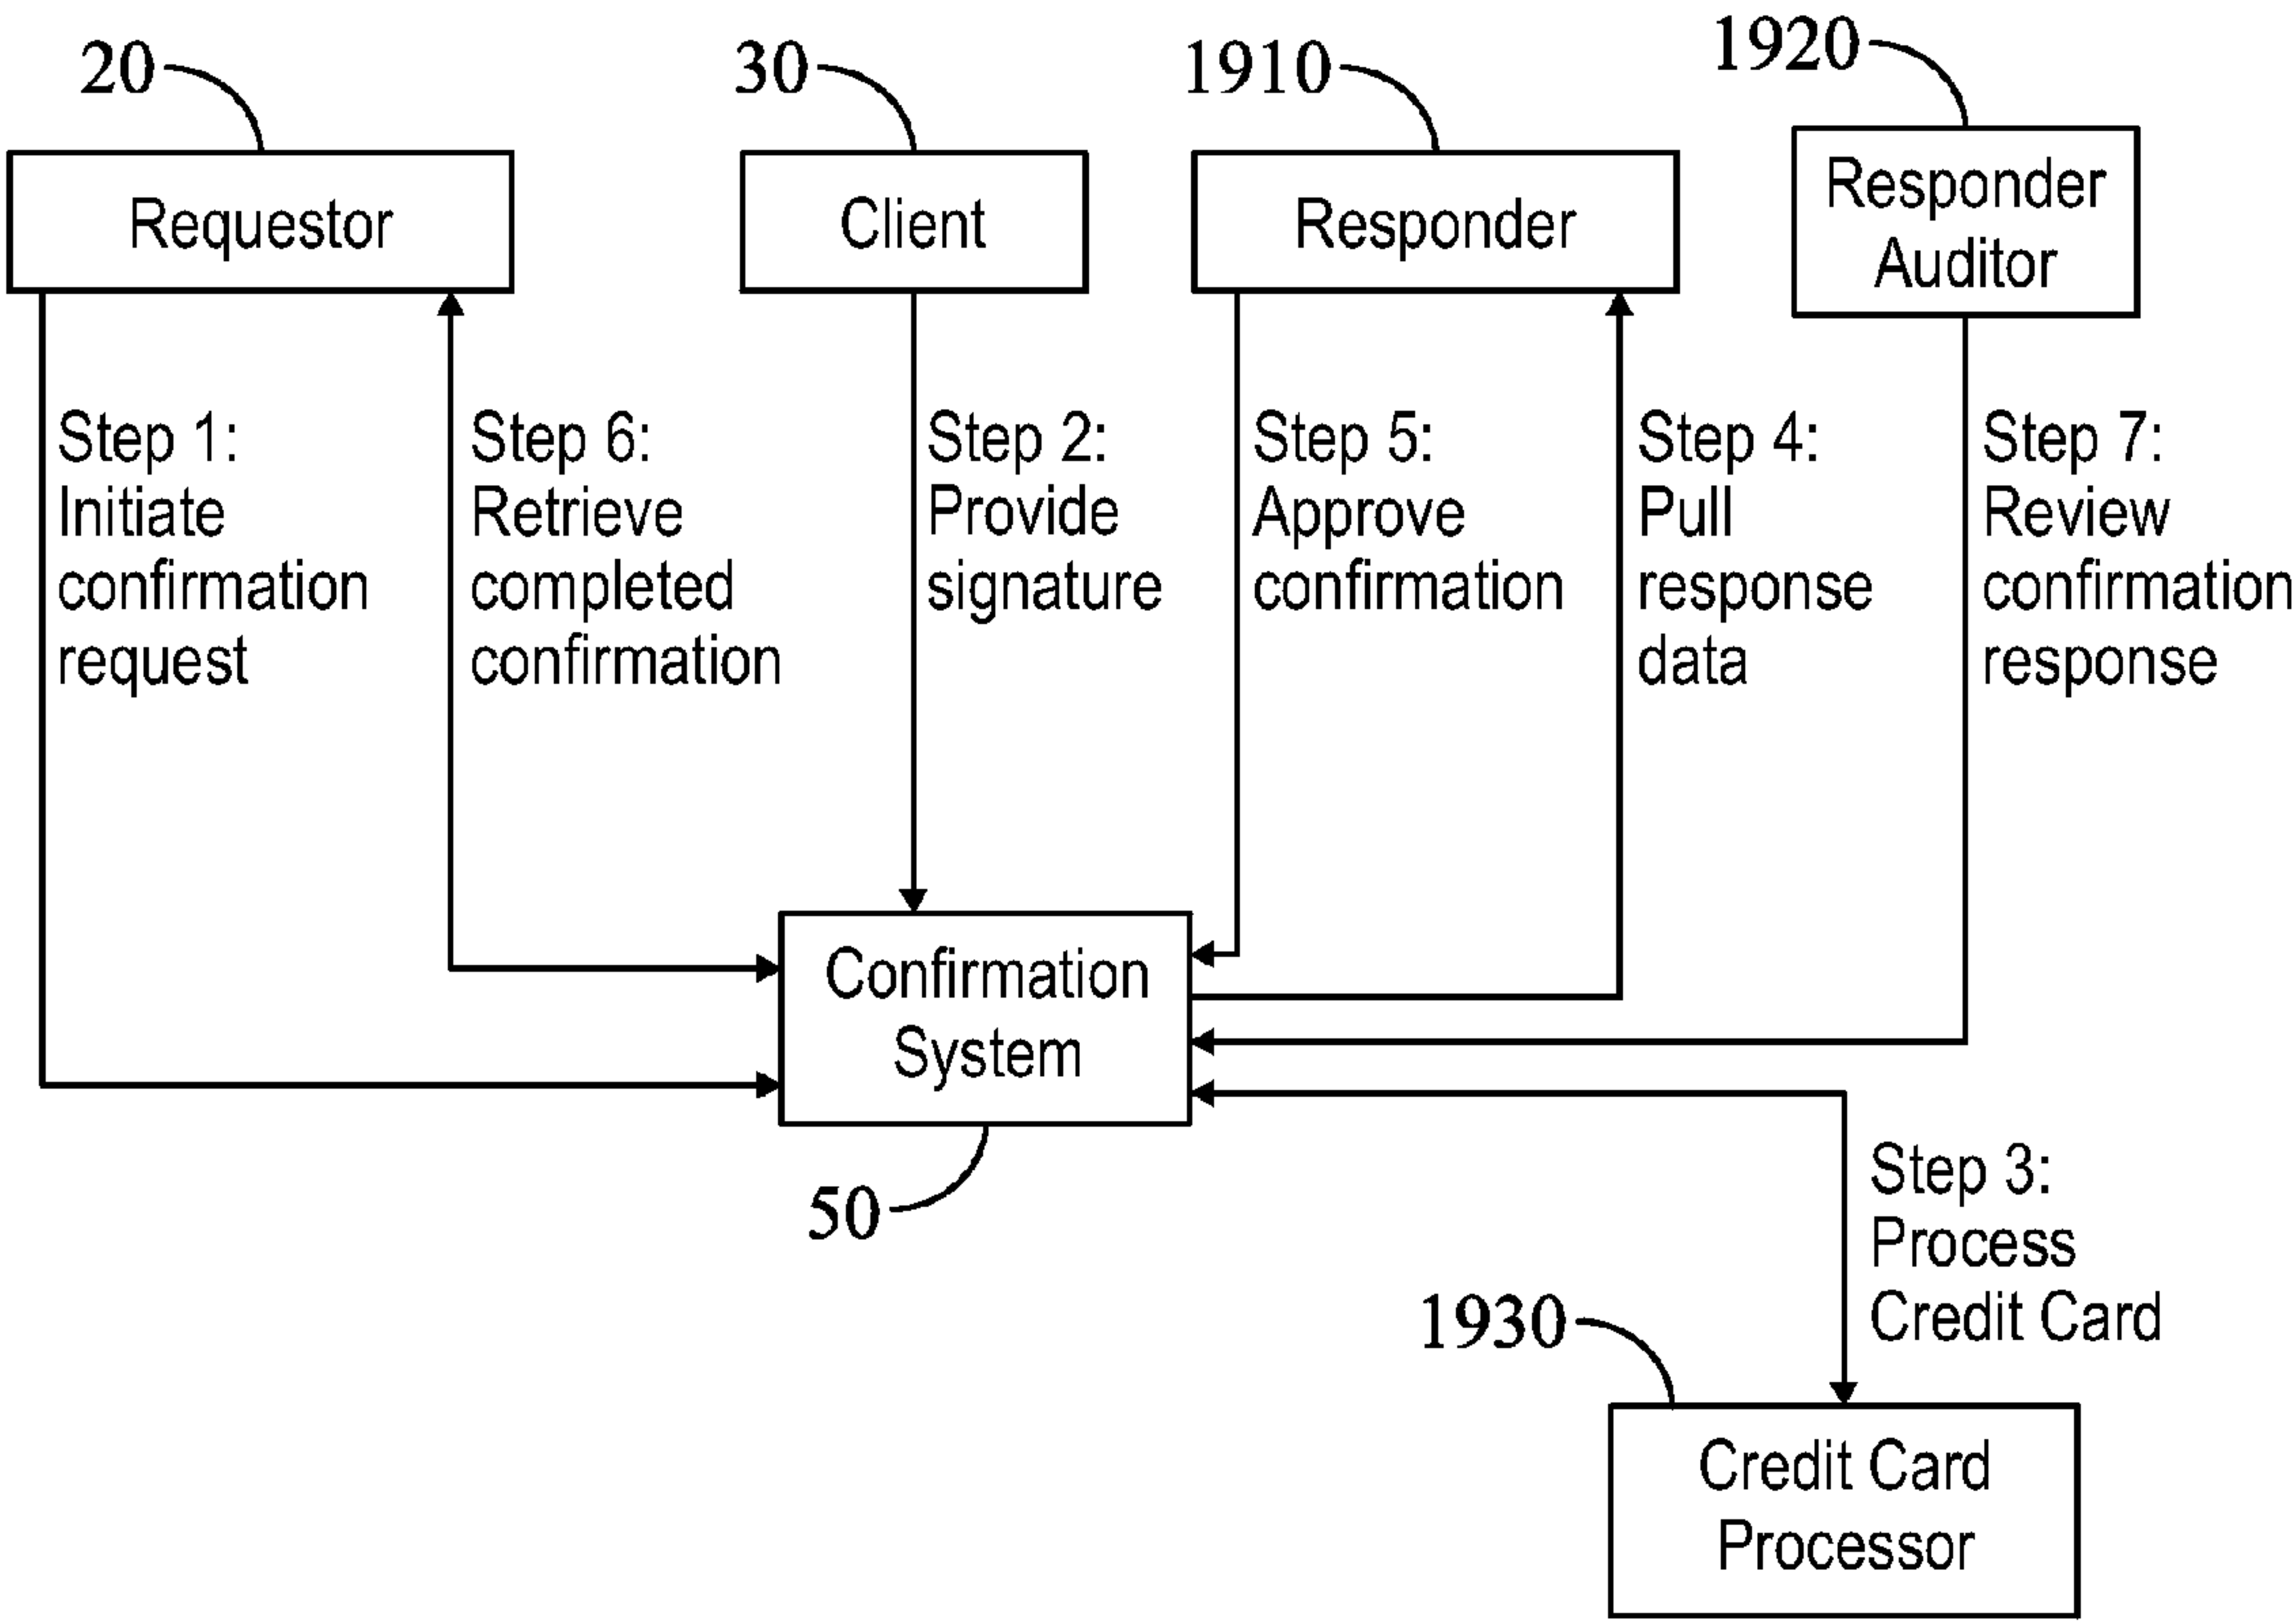 20
30
1910
1920
Requestor
Client
Responder
Responder
Auditor
Step 1:
Initiate
confirmation
request
Step 6:
Retrieve
completed
confirmation
Step 2:
Provide
signature
Step 5:
Approve
confirmation
Step 4:
Pull
response
data
Step 7:
Review
confirmation
response
Confirmation
System
50
Step 3:
Process
Credit Card
1930
Credit Card
Processor